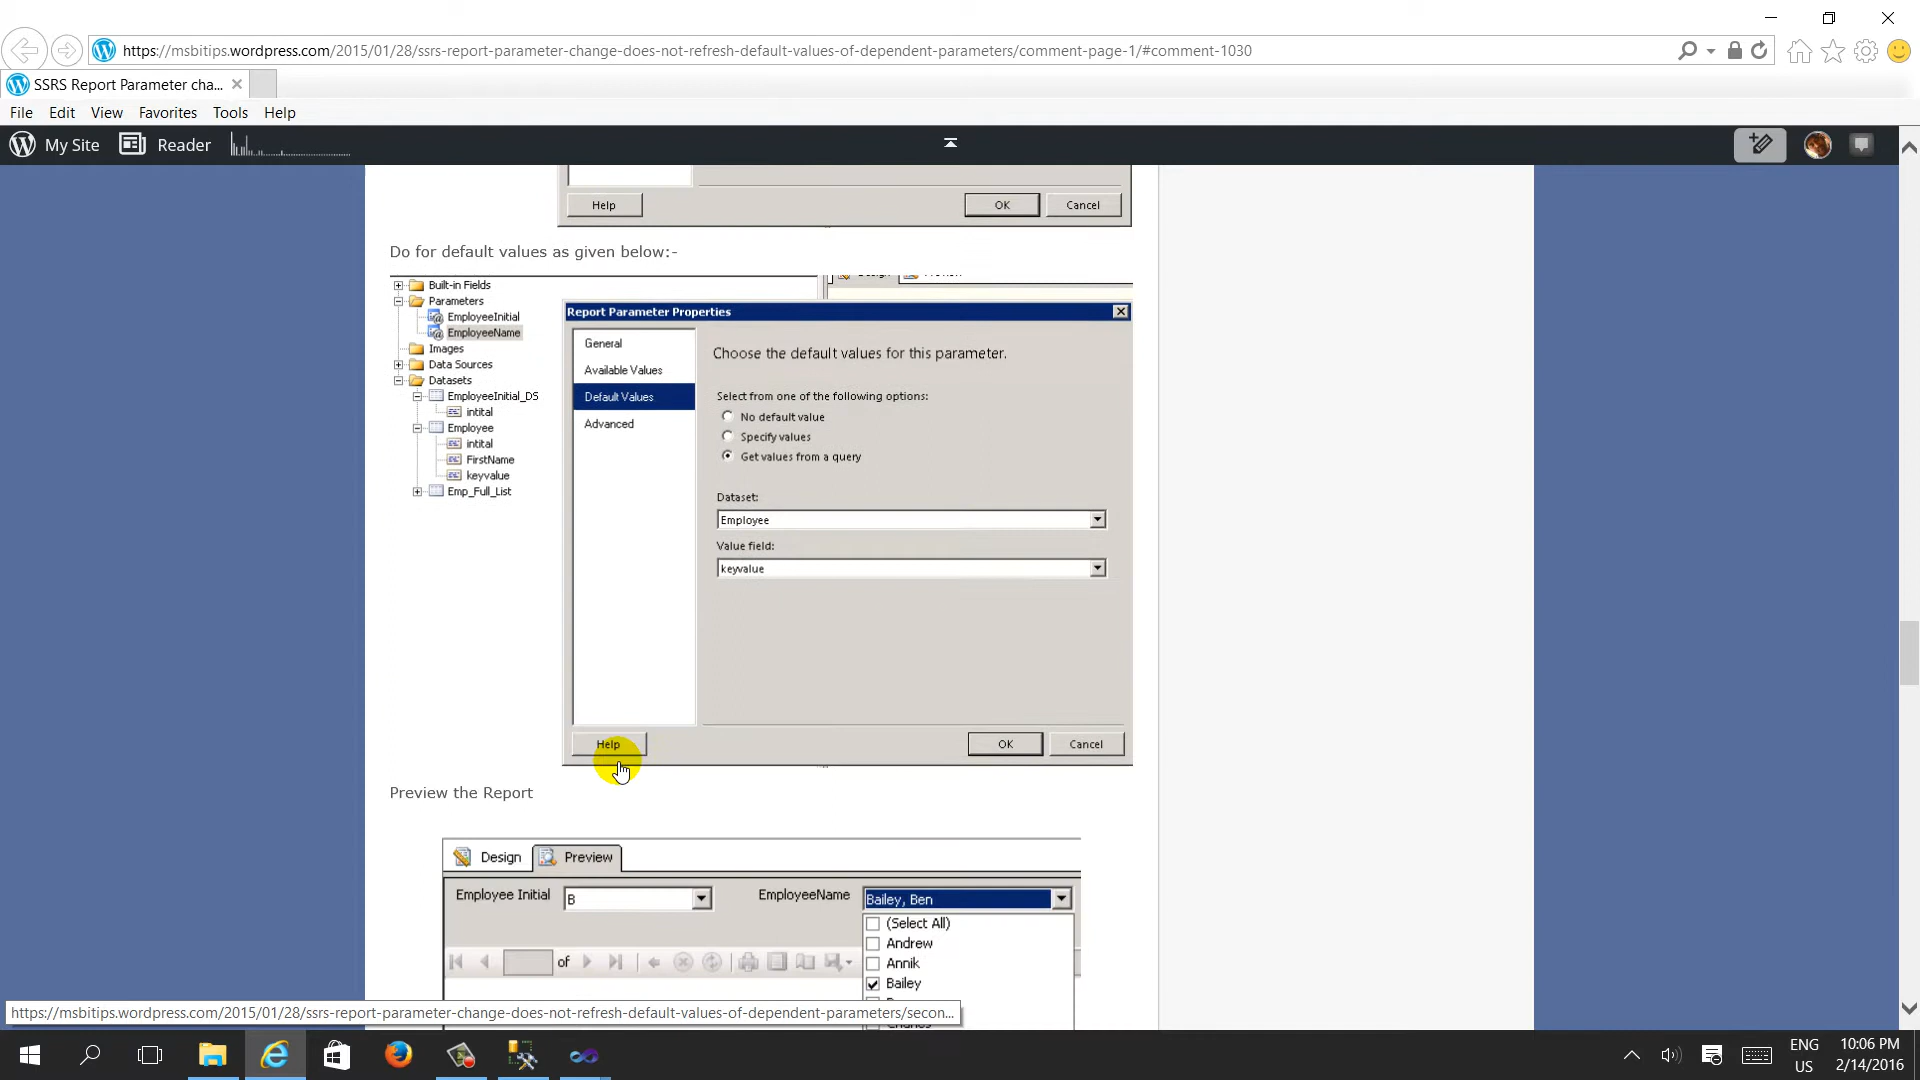 https://msbitips.wordpress.com/2015/01/28/ssrs-report-parameter-change-does-not-refresh-default-values-of-dependent-parameters/comment-page-1/#comment-1030
SSRS Report Parameter cha...
File Edit View Favorites Tools Help
My Site Reader
Help OK Cancel
Do for default values as given below:-
Built-in Fields
Parameters
EmployeeInitial
EmployeeName
Images
Data Sources
Datasets
EmployeeInitial_DS
intital
Employee
intital
FirstName
keyvalue
Emp_Full_List
Report Parameter Properties
General
Available Values
Default Values
Advanced
Choose the default values for this parameter.
Select from one of the following options:
No default value
Specify values
Get values from a query
Dataset:
Employee
Value field:
keyvalue
Help OK Cancel
Preview the Report
Design Preview
Employee Initial B EmployeeName Bailey, Ben
(Select All)
Andrew
Annik
Bailey
of
https://msbitips.wordpress.com/2015/01/28/ssrs-report-parameter-change-does-not-refresh-default-values-of-dependent-parameters/secon...
ENG
US
10:06 PM
2/14/2016